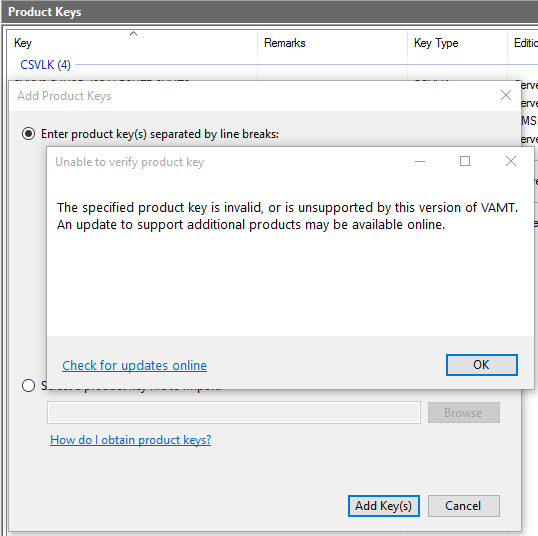 Product Keys
Key Remarks Key Type Editio
CSVLK (4)
Add Product Keys
Enter product key(s) separated by line breaks:
Unable to verify product key
The specified product key is invalid, or is unsupported by this version of VAMT.
An update to support additional products may be available online.
Check for updates online
OK
Browse
How do I obtain product keys?
Add Key(s) Cancel